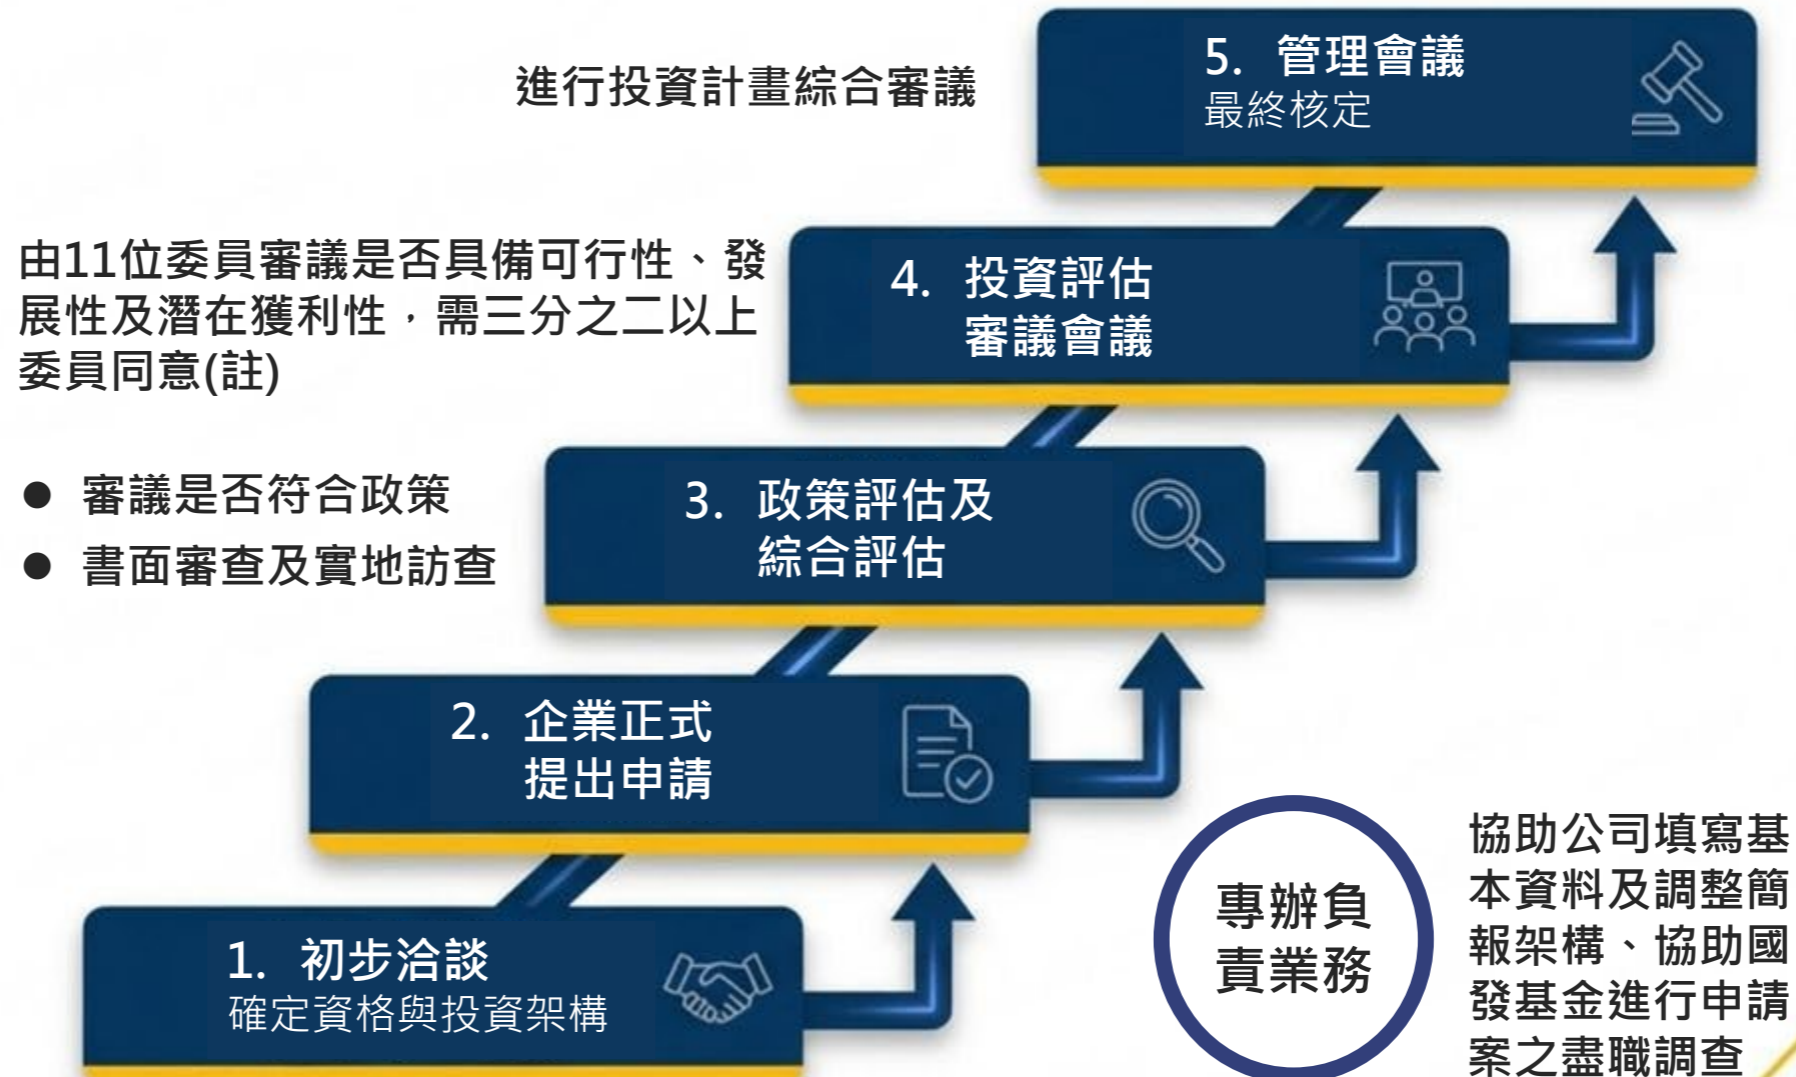 進行投資計畫綜合審議
5. 管理會議
最終核定
由11位委員審議是否具備可行性、發
展性及潛在獲利性，需三分之二以上
委員同意(註)
4. 投資評估
審議會議
● 審議是否符合政策
● 書面審查及實地訪查
3. 政策評估及
綜合評估
2. 企業正式
提出申請
1. 初步洽談
確定資格與投資架構
專辦負
責業務
協助公司填寫基
本資料及調整簡
報架構、協助國
發基金進行申請
案之盡職調查